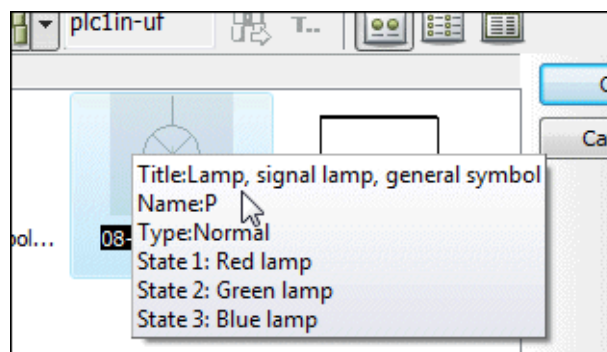 plc1in-uf
T..
Ca
Title:Lamp, signal lamp, general symbol
Name:P
ool...
08-
Type:Normal
State 1: Red lamp
State 2: Green lamp
State 3: Blue lamp